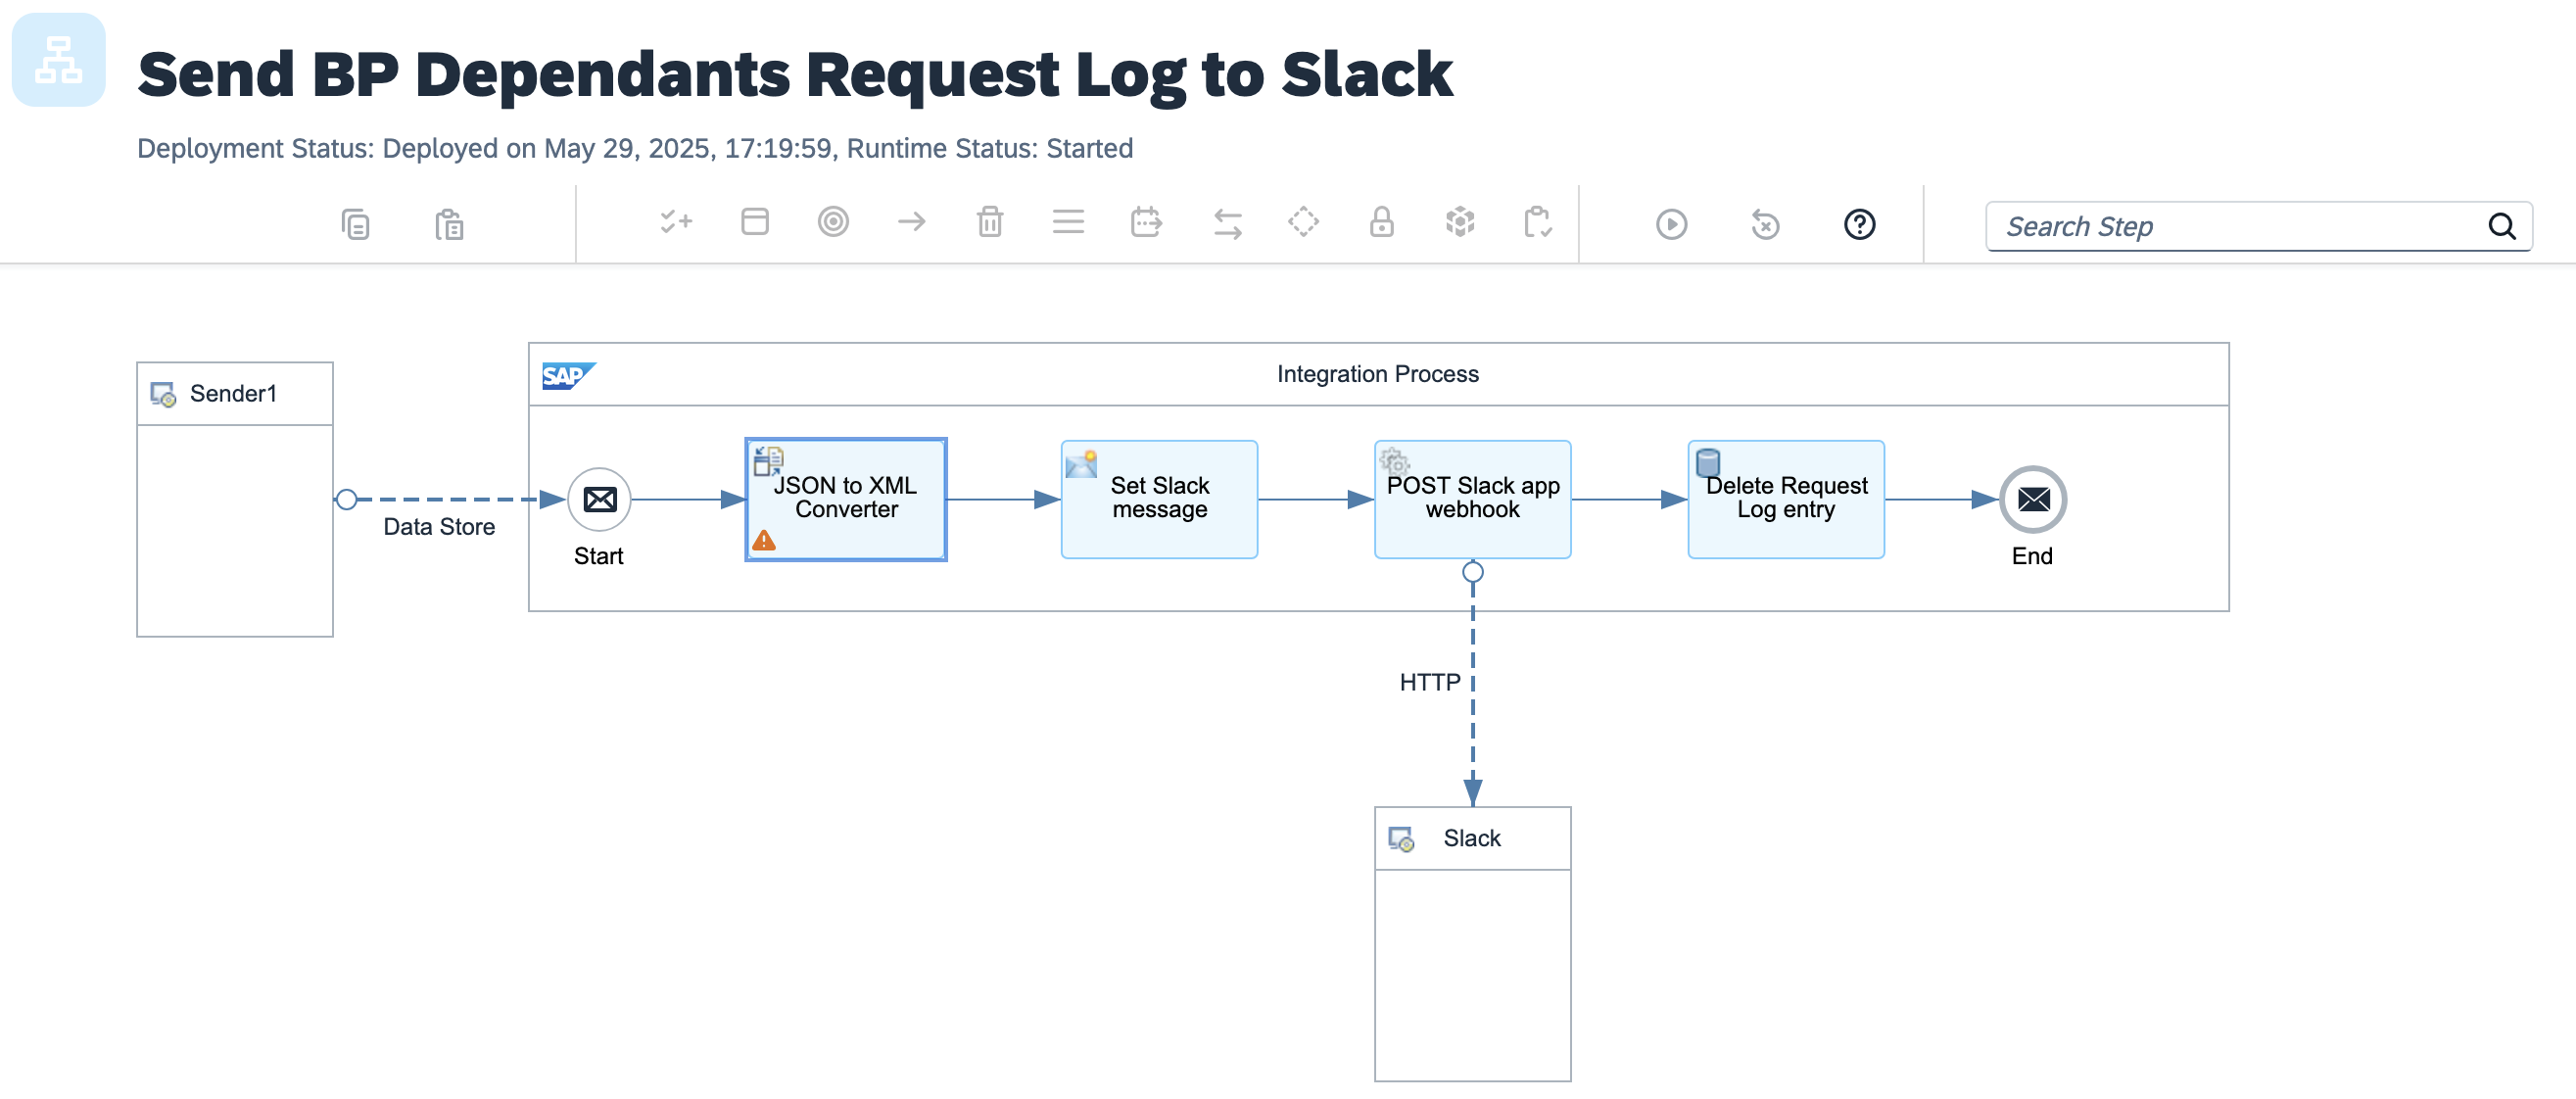 Send BP Dependants Request Log to Slack
Deployment Status: Deployed on May 29, 2025, 17:19:59, Runtime Status: Started
Search Step
Sender1
SAP
Integration Process
Data Store
Start
JSON to XML
Converter
Set Slack
message
POST Slack app
webhook
Delete Request
Log entry
End
HTTP
Slack